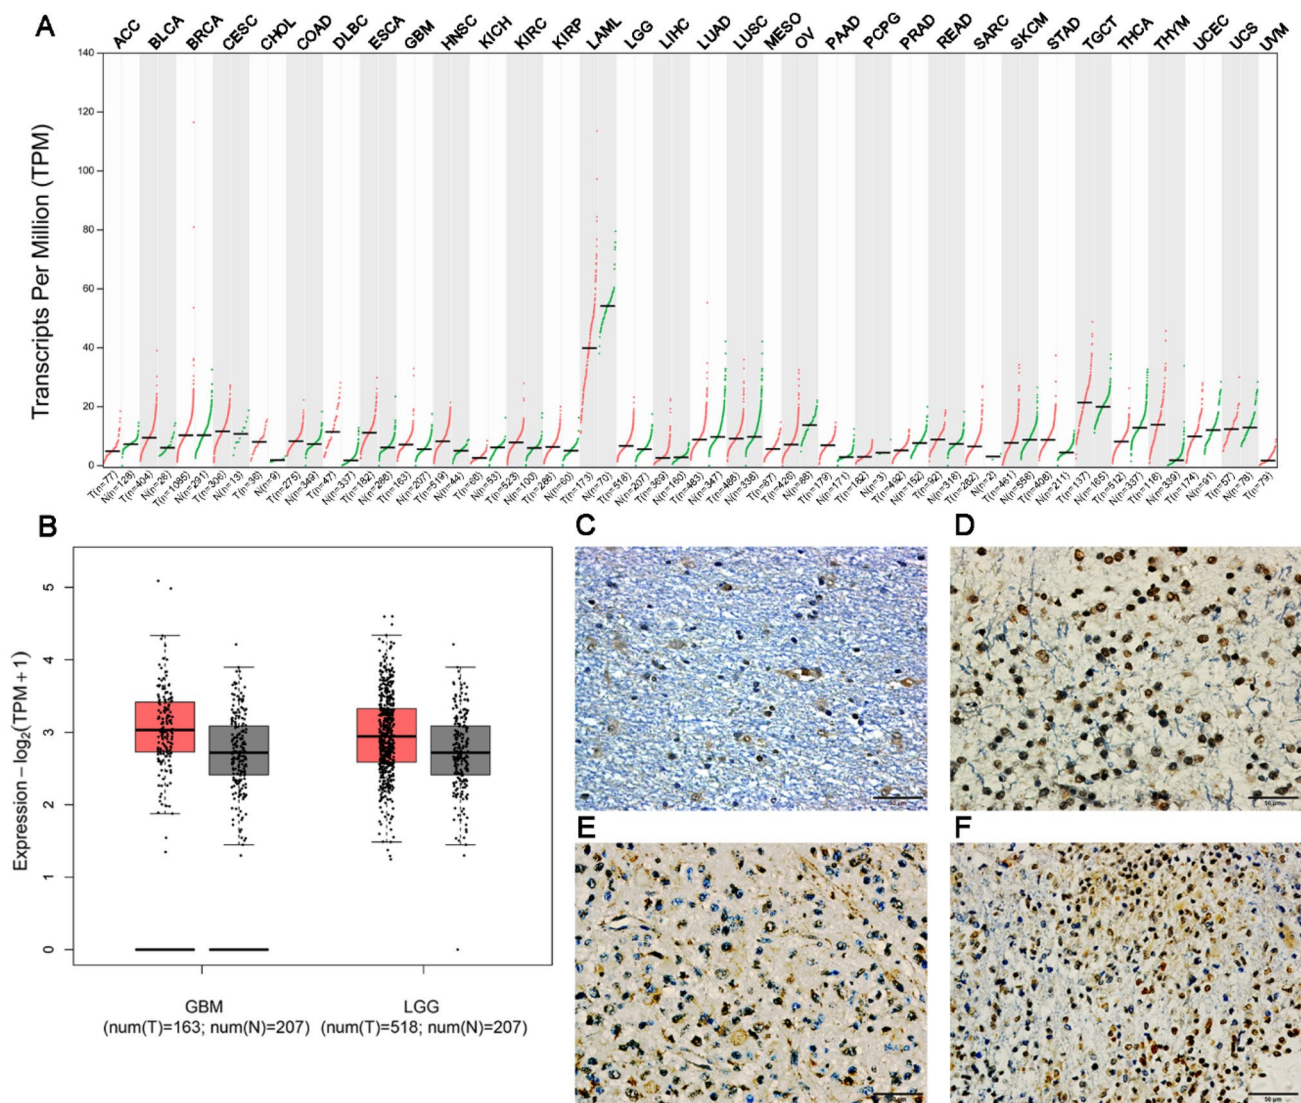 A
ACC BLCA BRCA CESC CHOL COAD DLBC ESCA GBM HNSC KICH KIRC KIRP LAML LGG LIHC LUAD LUSC MESO OV PAAD PCPG PRAD READ SARC SKCM STAD TGCT THCA THYM UCEC UCS UVM
Transcripts Per Million (TPM)
140
120
100
80
60
40
20
0
T(n=77) N(n=128) T(n=404) N(n=28) T(n=1085) N(n=291) T(n=306) N(n=13) T(n=36) N(n=9) T(n=275) N(n=349) T(n=47) N(n=337) T(n=182) N(n=286) T(n=163) N(n=207) T(n=519) N(n=44) T(n=66) N(n=53) T(n=523) N(n=100) T(n=286) N(n=60) T(n=173) N(n=70) T(n=518) N(n=207) T(n=369) N(n=160) T(n=483) N(n=347) T(n=486) N(n=338) T(n=87) T(n=426) N(n=88) T(n=179) N(n=171) T(n=182) N(n=3) T(n=492) N(n=152) T(n=92) N(n=318) T(n=262) N(n=2) T(n=461) N(n=558) T(n=408) N(n=211) T(n=137) N(n=165) T(n=512) N(n=337) T(n=118) N(n=339) T(n=174) N(n=91) T(n=57) N(n=78) T(n=79)
B
Expression − log2(TPM + 1)
5
4
3
2
1
0
GBM
(num(T)=163; num(N)=207)
LGG
(num(T)=518; num(N)=207)
C
D
50 μm
E
F
50 μm